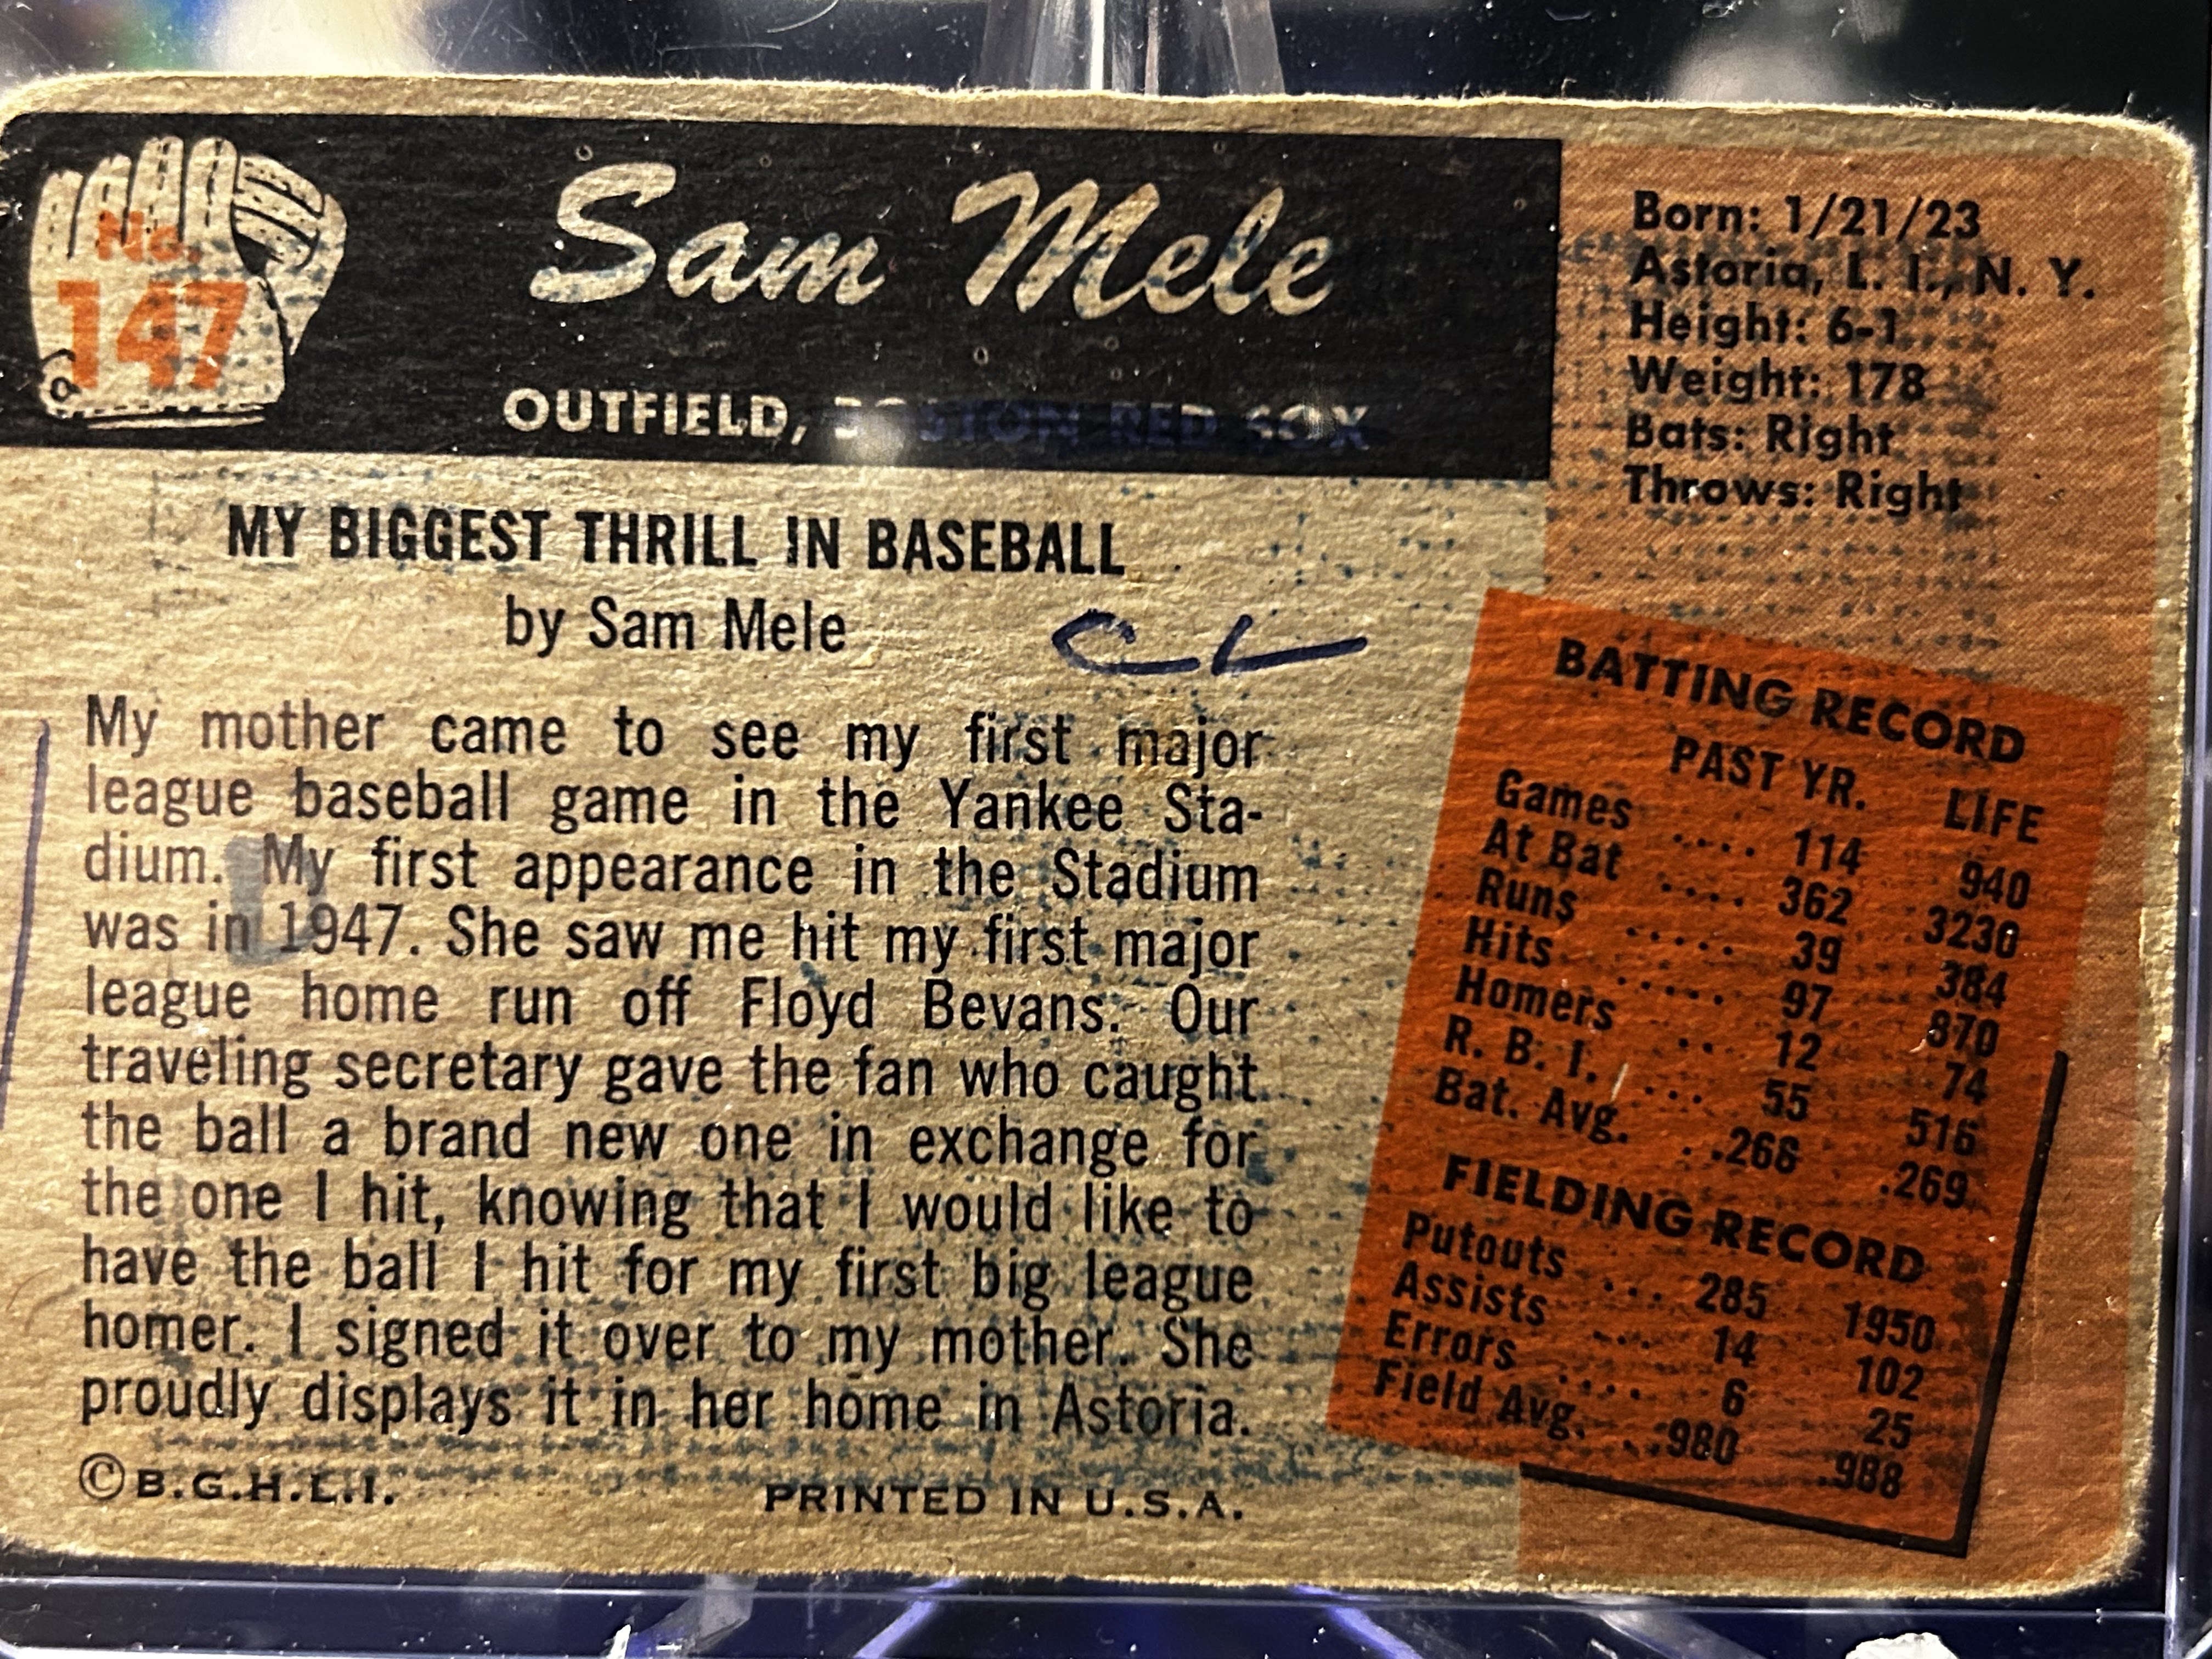 No.
147
Sam Mele
OUTFIELD, BOSTON RED SOX
Born: 1/21/23
Astoria, L. I., N. Y.
Height: 6-1
Weight: 178
Bats: Right
Throws: Right
MY BIGGEST THRILL IN BASEBALL
by Sam Mele
My mother came to see my first major
league baseball game in the Yankee Sta-
dium. My first appearance in the Stadium
was in 1947. She saw me hit my first major
league home run off Floyd Bevans. Our
traveling secretary gave the fan who caught
the ball a brand new one in exchange for
the one I hit, knowing that I would like to
have the ball I hit for my first big league
homer. I signed it over to my mother. She
proudly displays it in her home in Astoria.
©B.G.H.L.I. PRINTED IN U.S.A.
BATTING RECORD
PAST YR. LIFE
Games .... 114 940
At Bat .... 362 3230
Runs ..... 39 384
Hits ..... 97 870
Homers .. 12 74
R. B. I. ... 55 516
Bat. Avg. ..266 .269
FIELDING RECORD
Putouts ... 285 1950
Assists ... 14 102
Errors .... 6 25
Field Avg. ..980 .988